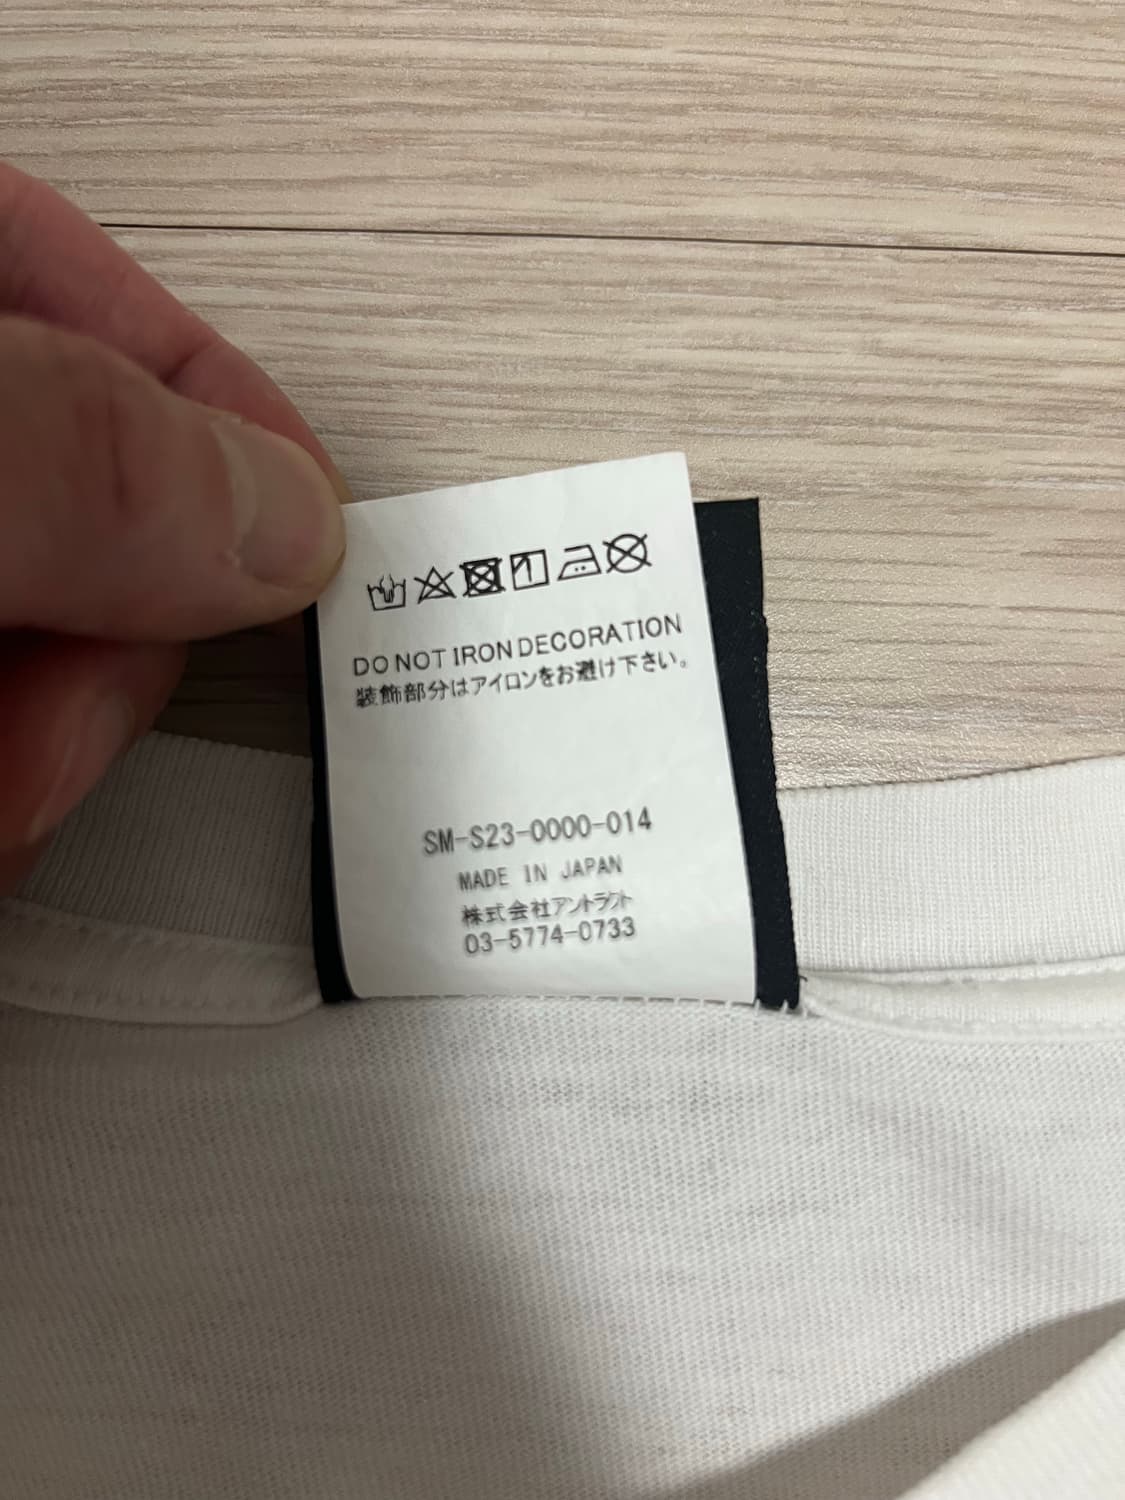 DO NOT IRON DECORATION
装飾部分はアイロンをお避け下さい。
SM-S23-0000-014
MADE IN JAPAN
株式会社アントラクト
03-5774-0733